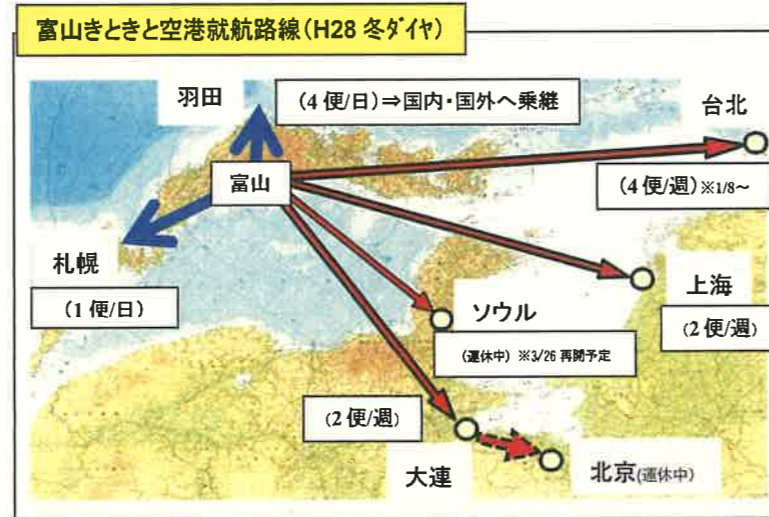 富山きときと空港就航路線(H28 冬ﾀﾞｲﾔ)
羽田
(4 便/日)⇒国内・国外へ乗継
台北
富山
(4 便/週)※1/8～
札幌
(1 便/日)
上海
(2 便/週)
ソウル
(運休中) ※3/26 再開予定
(2 便/週)
大連
北京(運休中)